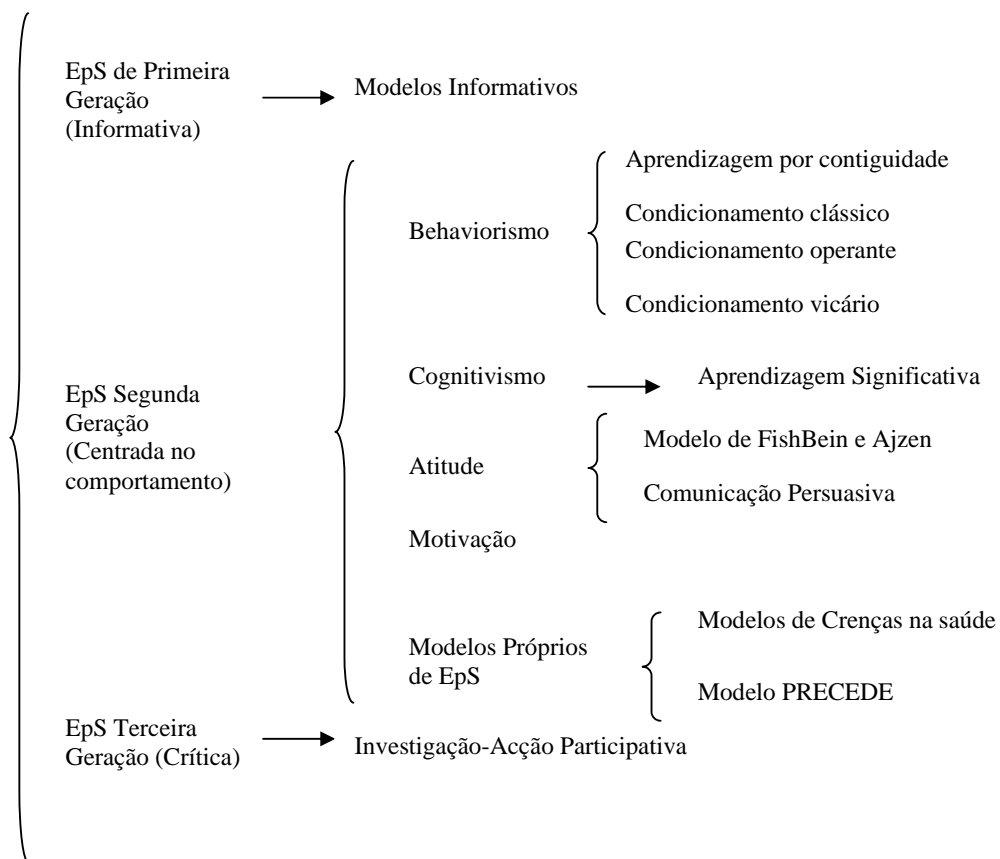 EpS de Primeira
Geração
(Informativa)
Modelos Informativos
Aprendizagem por contiguidade
Condicionamento clássico
Behaviorismo
Condicionamento operante
Condicionamento vicário
EpS Segunda
Geração
(Centrada no
comportamento)
Cognitivismo
Aprendizagem Significativa
Modelo de FishBein e Ajzen
Atitude
Comunicação Persuasiva
Motivação
Modelos Próprios
de EpS
Modelos de Crenças na saúde
Modelo PRECEDE
EpS Terceira
Geração (Crítica)
Investigação-Acção Participativa